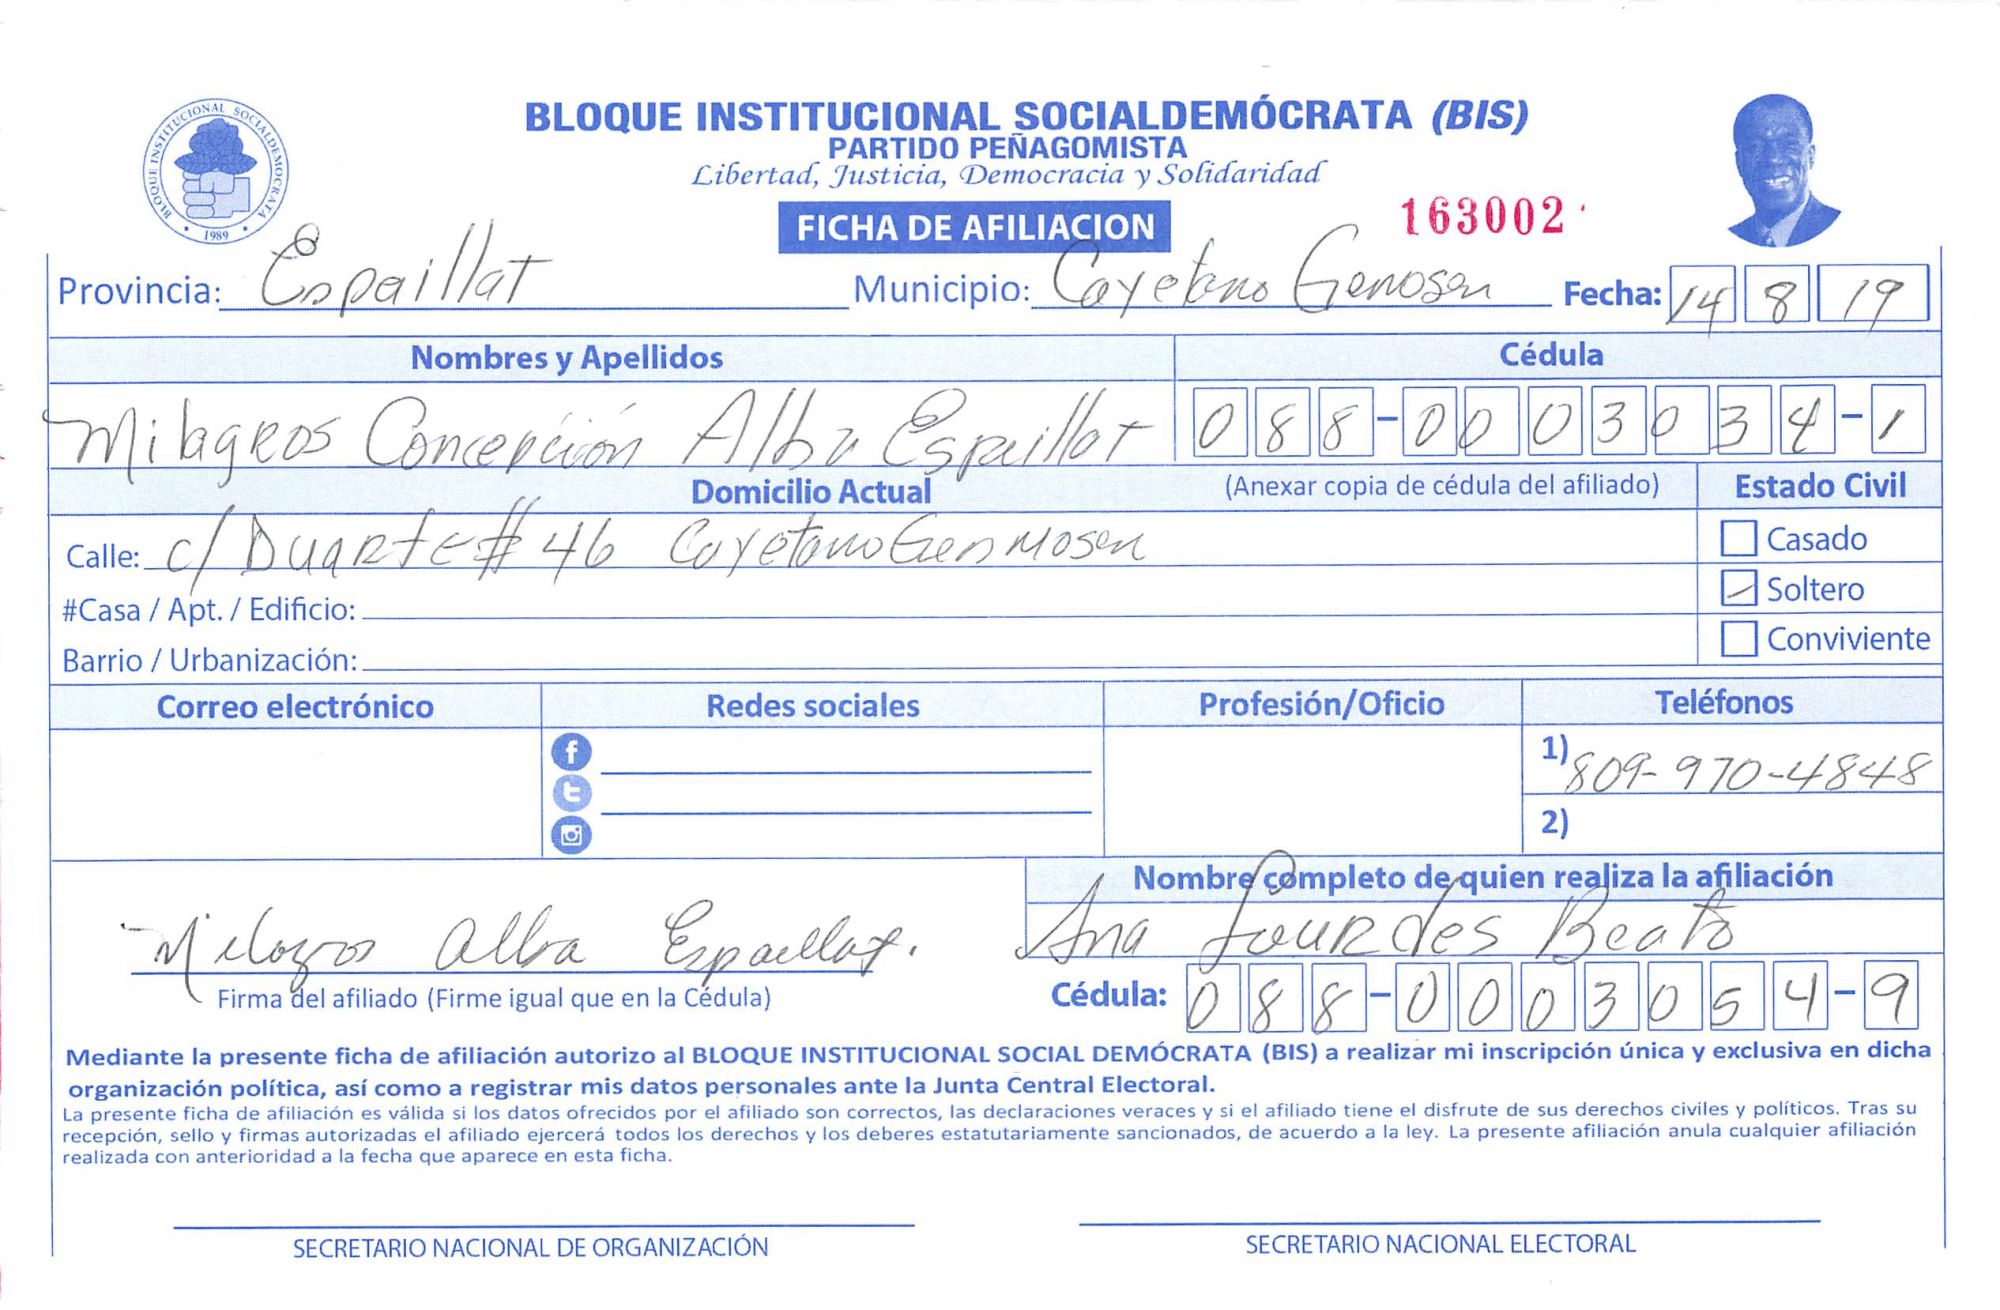 BLOQUE INSTITUCIONAL SOCIALDEMÓCRATA
1989
BLOQUE INSTITUCIONAL SOCIALDEMÓCRATA (BIS)
PARTIDO PEÑAGOMISTA
Libertad, Justicia, Democracia y Solidaridad
FICHA DE AFILIACION
163002
Provincia: Espaillat Municipio: Cayetano Germosen Fecha: 14 8 19
Nombres y Apellidos Cédula
Milagros Concepción Alba Espaillat 088-0003034-1
Domicilio Actual (Anexar copia de cédula del afiliado) Estado Civil
Calle: c/ Duarte # 46 Cayetano Germosen
Casado
#Casa / Apt. / Edificio: Soltero
Barrio / Urbanización: Conviviente
Correo electrónico Redes sociales Profesión/Oficio Teléfonos
1) 809-970-4848
2)
Nombre completo de quien realiza la afiliación
Milagros Alba Espaillat. Ana Lourdes Beato
Firma del afiliado (Firme igual que en la Cédula) Cédula: 088-0003054-9
Mediante la presente ficha de afiliación autorizo al BLOQUE INSTITUCIONAL SOCIAL DEMÓCRATA (BIS) a realizar mi inscripción única y exclusiva en dicha
organización política, así como a registrar mis datos personales ante la Junta Central Electoral.
La presente ficha de afiliación es válida si los datos ofrecidos por el afiliado son correctos, las declaraciones veraces y si el afiliado tiene el disfrute de sus derechos civiles y políticos. Tras su
recepción, sello y firmas autorizadas el afiliado ejercerá todos los derechos y los deberes estatutariamente sancionados, de acuerdo a la ley. La presente afiliación anula cualquier afiliación
realizada con anterioridad a la fecha que aparece en esta ficha.
SECRETARIO NACIONAL DE ORGANIZACIÓN SECRETARIO NACIONAL ELECTORAL